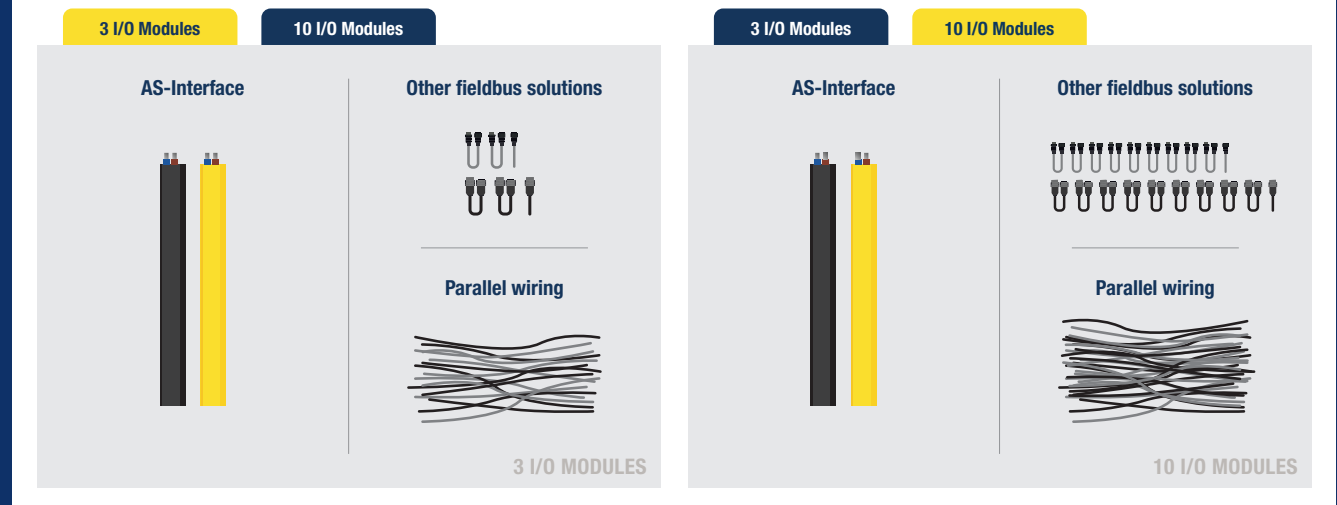 3 I/O Modules
10 I/O Modules
AS-Interface
Other fieldbus solutions
Parallel wiring
3 I/O MODULES
3 I/O Modules
10 I/O Modules
AS-Interface
Other fieldbus solutions
Parallel wiring
10 I/O MODULES